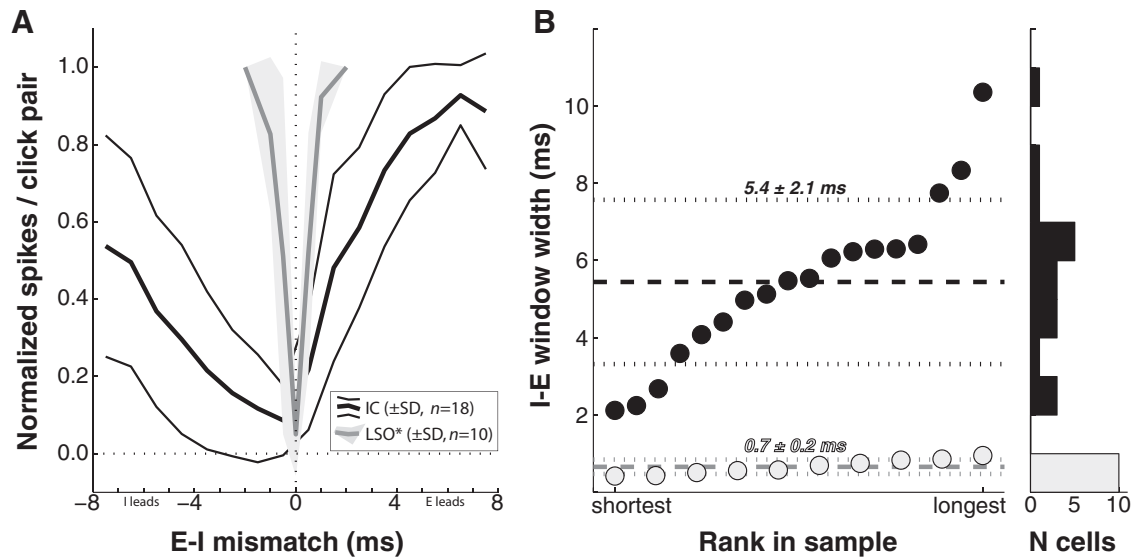 A
Normalized spikes / click pair
1.0
0.8
0.6
0.4
0.2
0.0
−8
−4
0
4
8
I leads
E leads
E-I mismatch (ms)
IC (±SD, n=18)
LSO* (±SD, n=10)
B
I-E window width (ms)
10
8
6
4
2
5.4 ± 2.1 ms
0.7 ± 0.2 ms
shortest
longest
Rank in sample
0
5
10
N cells